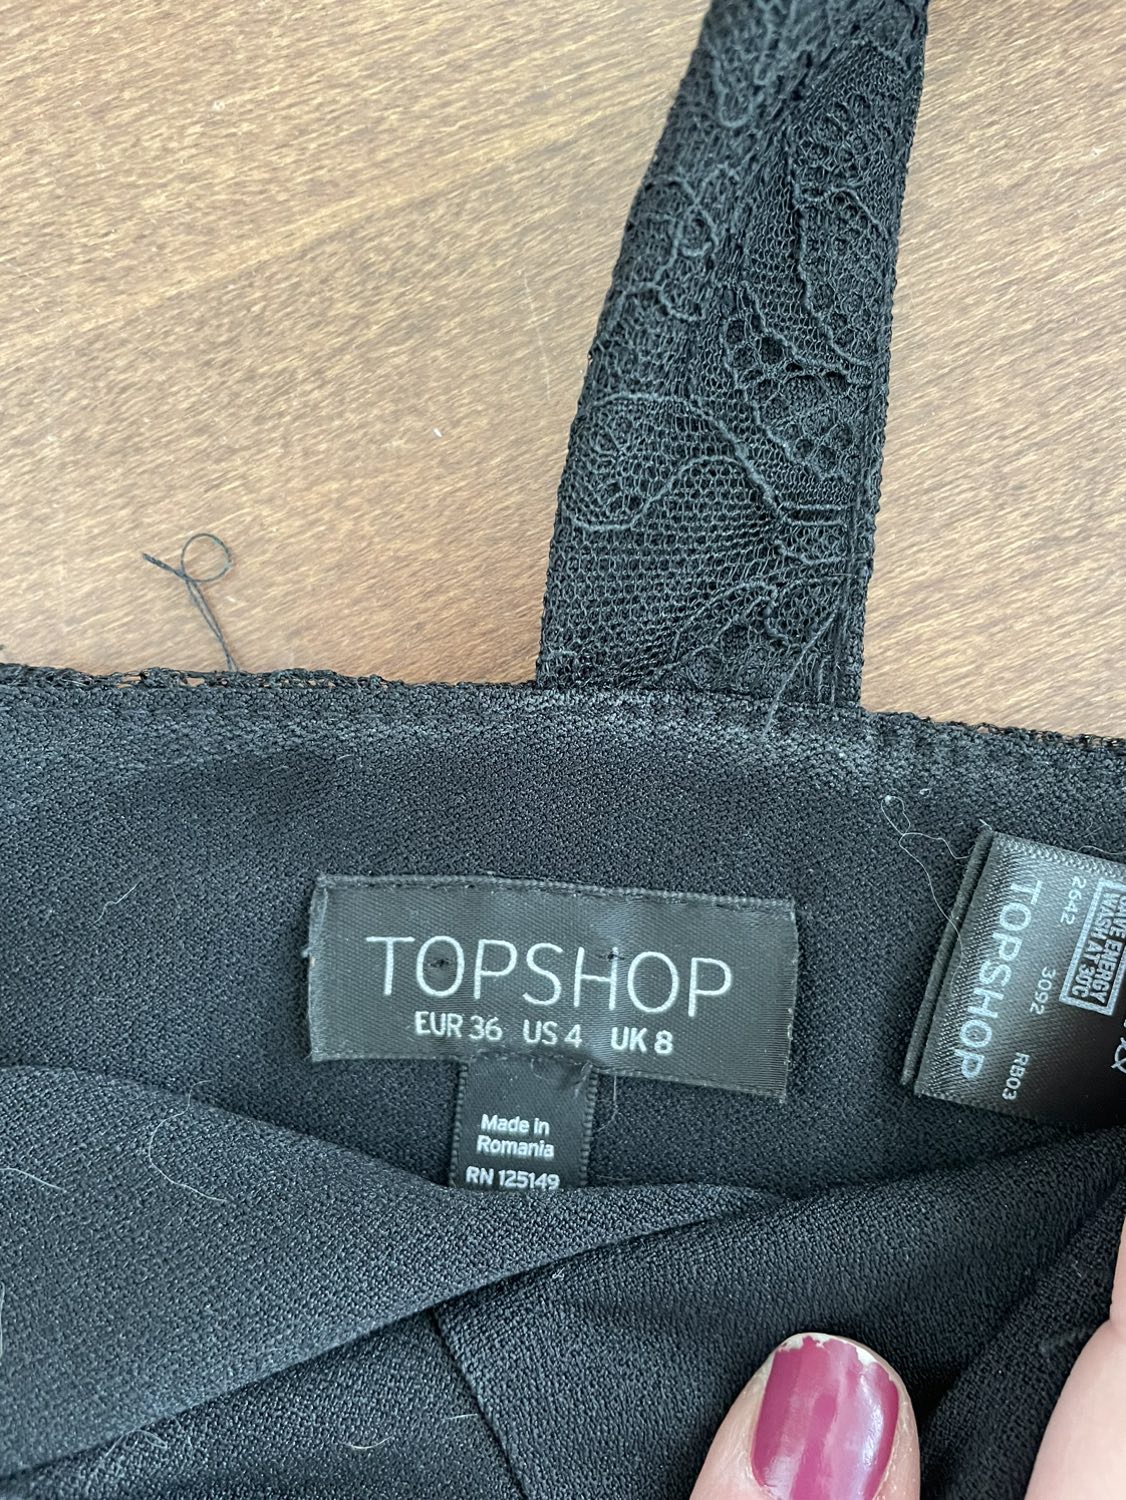 TOPSHOP
EUR 36 US 4 UK 8
Made in
Romania
RN 125149
SAVE ENERGY
WASH AT 30°C
2642 3092 RB03
TOPSHOP